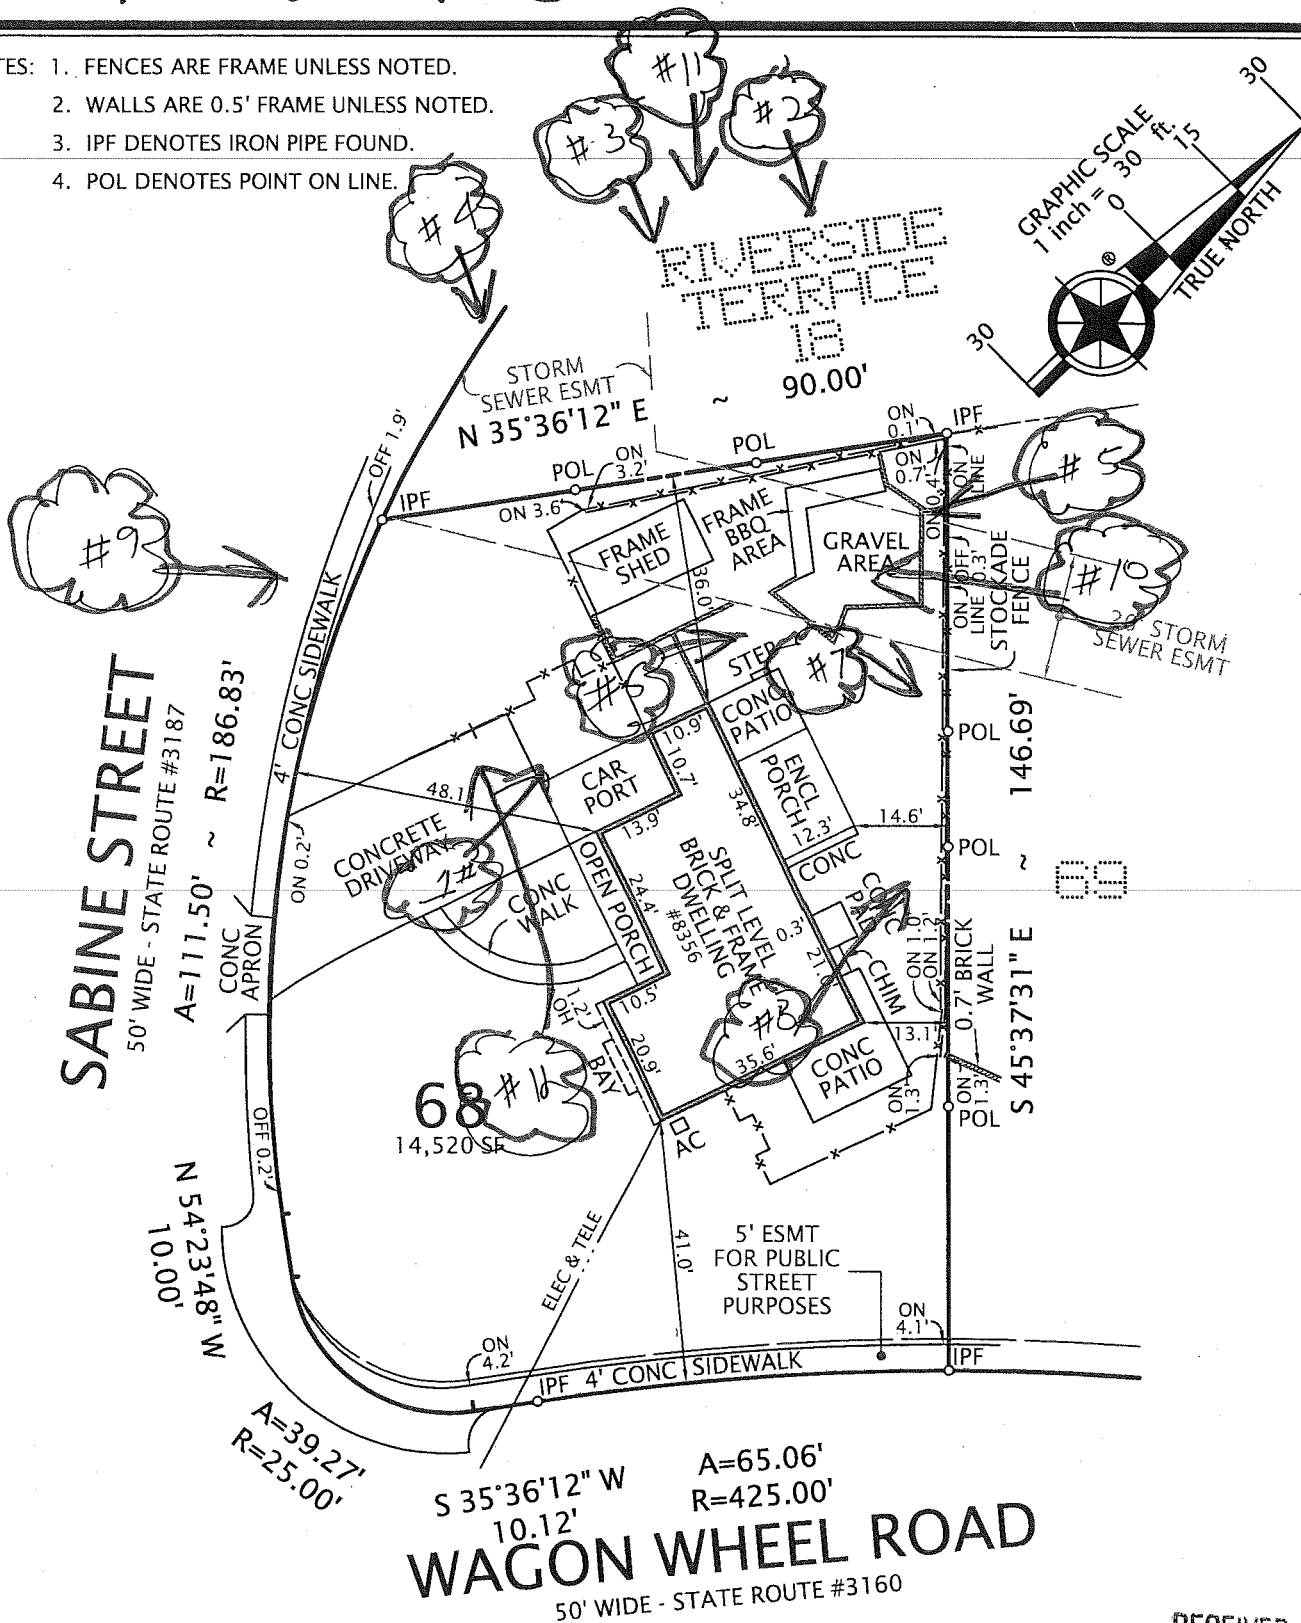 TES: 1. FENCES ARE FRAME UNLESS NOTED.
2. WALLS ARE 0.5' FRAME UNLESS NOTED.
3. IPF DENOTES IRON PIPE FOUND.
4. POL DENOTES POINT ON LINE.
#11
#3
#2
#4
GRAPHIC SCALE
1 inch = 30 ft.
30
0
15
30
TRUE NORTH
®
RIVERSIDE
TERRACE
18
STORM
SEWER ESMT
N 35°36'12" E ~ 90.00'
OFF 1.9'
IPF
POL
ON
3.2'
ON 3.6'
POL
ON
0.1'
IPF
ON
0.7'
ON 0.4'
ON
LINE
#5
#9
FRAME
SHED
FRAME
BBQ
AREA
GRAVEL
AREA
36.0'
ON
LINE
OFF
0.3'
STOCKADE
FENCE
#10
20' STORM
SEWER ESMT
4' CONC SIDEWALK
#6
STEP
#7
CONC
PATIO
POL
SABINE STREET
50' WIDE - STATE ROUTE #3187
A=111.50' ~ R=186.83'
10.9'
10.7'
CAR
PORT
48.1'
13.9'
34.8'
ENCL
PORCH
12.3'
14.6'
POL
S 45°37'31" E ~ 146.69'
69
ON 0.2'
CONCRETE
DRIVEWAY
1#
CONC
WALK
OPEN PORCH
24.4'
SPLIT LEVEL
BRICK & FRAME
DWELLING
#8356
CONC
CONC
PAD
0.3'
CHIM
ON 1.0'
ON 1.2'
0.7' BRICK
WALL
CONC
APRON
10.5'
1.2'
OH
BAY
20.9'
#8
35.6'
13.1'
CONC
PATIO
ON
1.3'
ON
1.3'
POL
68
14,520 SF
AC
OFF 0.2'
N 54°23'48" W
10.00'
ELEC & TELE
41.0'
5' ESMT
FOR PUBLIC
STREET
PURPOSES
ON
4.1'
ON
4.2'
IPF
4' CONC SIDEWALK
IPF
A=39.27'
R=25.00'
S 35°36'12" W
10.12'
A=65.06'
R=425.00'
WAGON WHEEL ROAD
50' WIDE - STATE ROUTE #3160